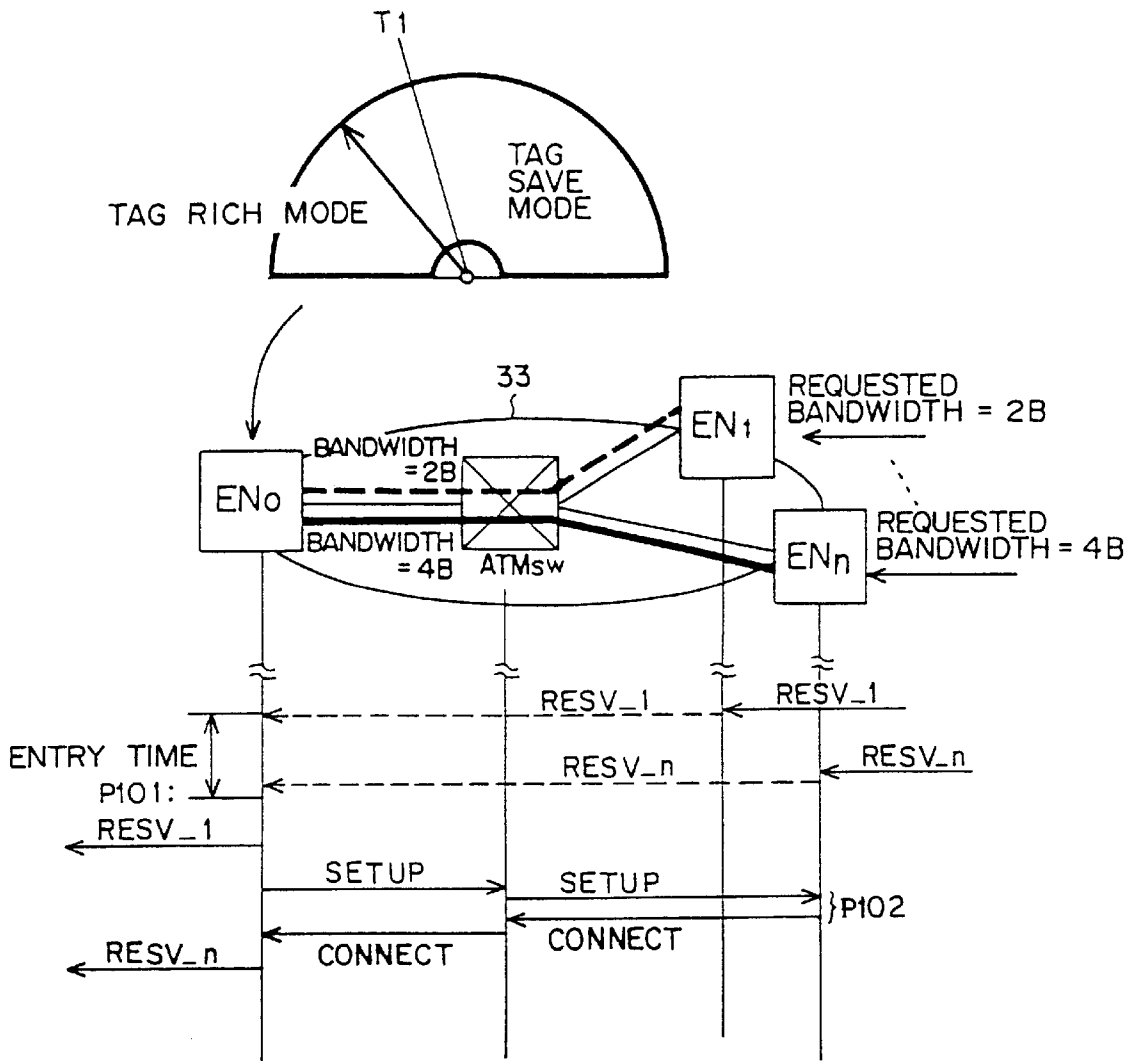 T1
TAG
SAVE
MODE
TAG RICH MODE
33
REQUESTED
BANDWIDTH = 2B
EN1
BANDWIDTH
=2B
EN0
REQUESTED
BANDWIDTH = 4B
BANDWIDTH
=4B
ATMSW
ENn
RESV_1
RESV_1
ENTRY TIME
P101:
RESV_n
RESV_n
RESV_1
SETUP
SETUP
P102
CONNECT
CONNECT
RESV_n